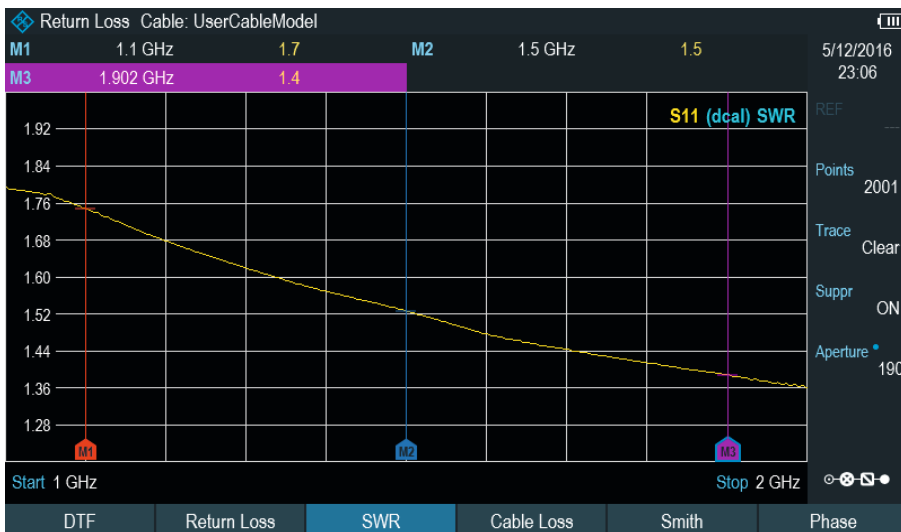 Return Loss Cable: UserCableModel
M1 1.1 GHz 1.7 M2 1.5 GHz 1.5
5/12/2016
23:06
M3 1.902 GHz 1.4
S11 (dcal) SWR
1.92
1.84
1.76
1.68
1.60
1.52
1.44
1.36
1.28
M1 M2 M3
Start 1 GHz
Stop 2 GHz
REF
Points
2001
Trace
Clear
Suppr
ON
Aperture
190
DTF Return Loss SWR Cable Loss Smith Phase